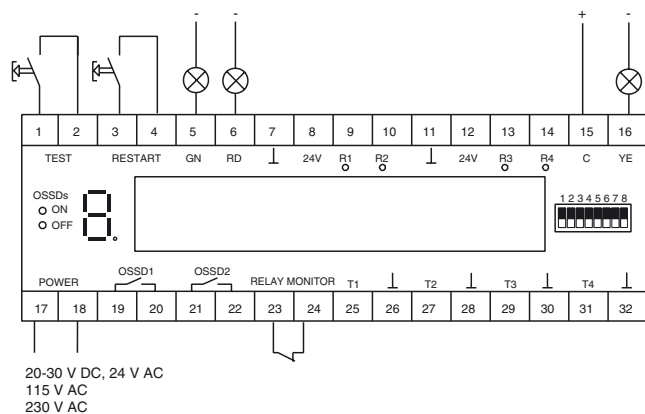 - - + -
1 2 3 4 5 6 7 8 9 10 11 12 13 14 15 16
TEST RESTART GN RD ⊥ 24V R1 R2 ⊥ 24V R3 R4 C YE
OSSDs
ON
OFF
8.
1 2 3 4 5 6 7 8
POWER OSSD1 OSSD2 RELAY MONITOR T1 ⊥ T2 ⊥ T3 ⊥ T4 ⊥
17 18 19 20 21 22 23 24 25 26 27 28 29 30 31 32
20-30 V DC, 24 V AC
115 V AC
230 V AC